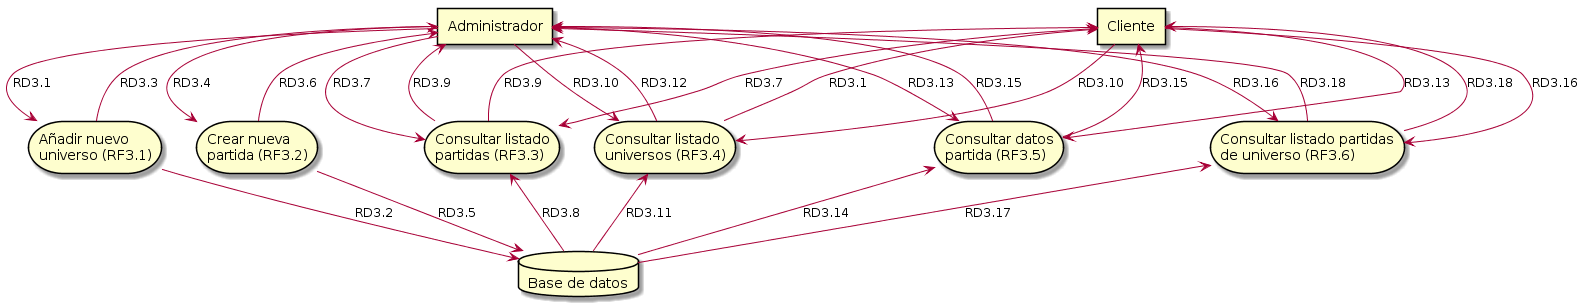 Administrador
Cliente
RD3.1
RD3.3
RD3.4
RD3.6
RD3.7
RD3.9
RD3.9
RD3.10
RD3.12
RD3.7
RD3.1
RD3.13
RD3.15
RD3.10
RD3.15
RD3.16
RD3.18
RD3.13
RD3.18
RD3.16
Añadir nuevo
universo (RF3.1)
Crear nueva
partida (RF3.2)
Consultar listado
partidas (RF3.3)
Consultar listado
universos (RF3.4)
Consultar datos
partida (RF3.5)
Consultar listado partidas
de universo (RF3.6)
RD3.2
RD3.5
RD3.8
RD3.11
RD3.14
RD3.17
Base de datos